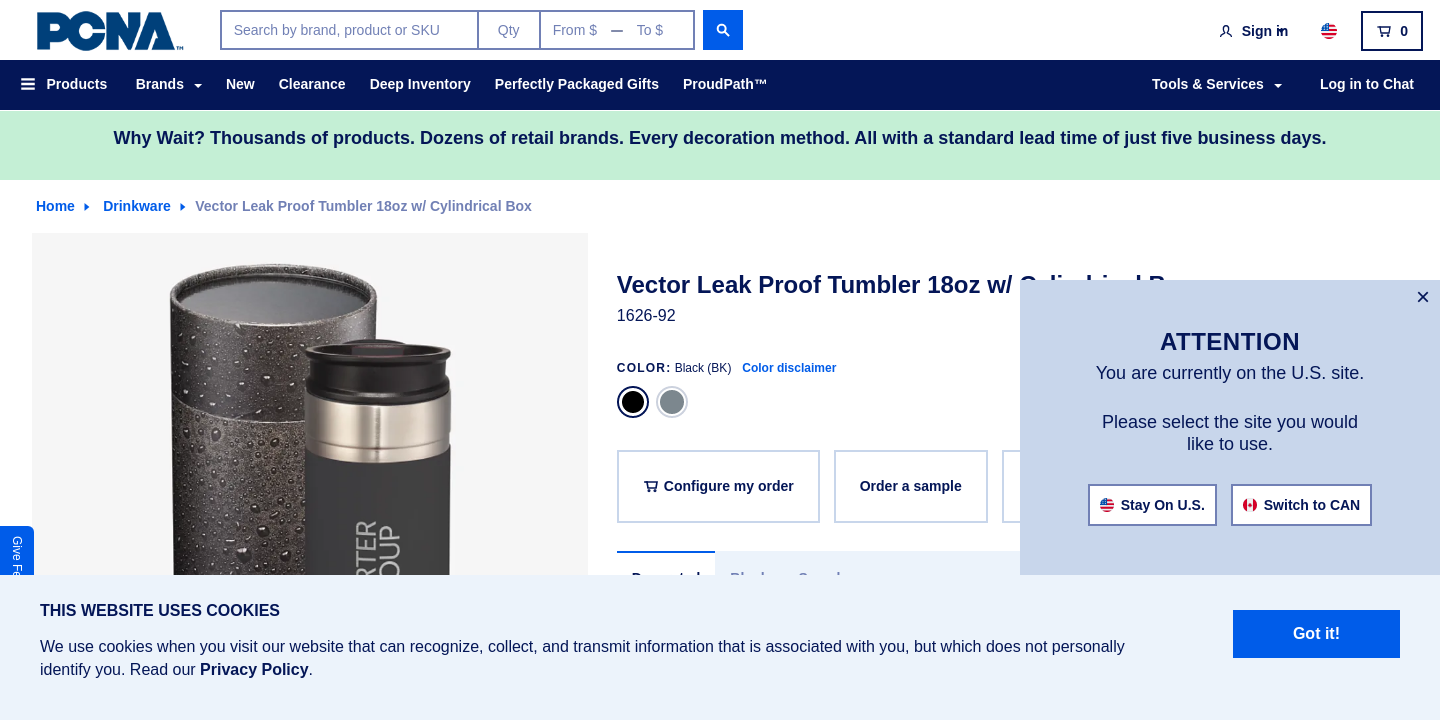 PCNA™
Search by brand, product or SKU
Qty
From $ — To $
Sign in
0
Products
Brands
New
Clearance
Deep Inventory
Perfectly Packaged Gifts
ProudPath™
Tools & Services
Log in to Chat
Why Wait? Thousands of products. Dozens of retail brands. Every decoration method. All with a standard lead time of just five business days.
Home
Drinkware
Vector Leak Proof Tumbler 18oz w/ Cylindrical Box
Vector Leak Proof Tumbler 18oz w/ Cylindrical B
1626-92
COLOR: Black (BK) Color disclaimer
Configure my order
Order a sample
×
ATTENTION
You are currently on the U.S. site.
Please select the site you would
like to use.
Stay On U.S.
Switch to CAN
Give Fe
RTER
OUP
THIS WEBSITE USES COOKIES
We use cookies when you visit our website that can recognize, collect, and transmit information that is associated with you, but which does not personally
identify you. Read our Privacy Policy.
Got it!